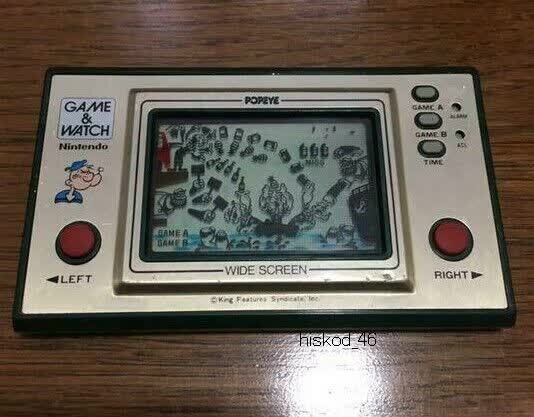 POPEYE
GAME
&
WATCH
Nintendo
GAME A
ALARM
GAME B
ACL
TIME
MISS
GAME A
GAME B
◀LEFT
RIGHT▶
WIDE SCREEN
©King Features Syndicate, Inc.
hiskod_46